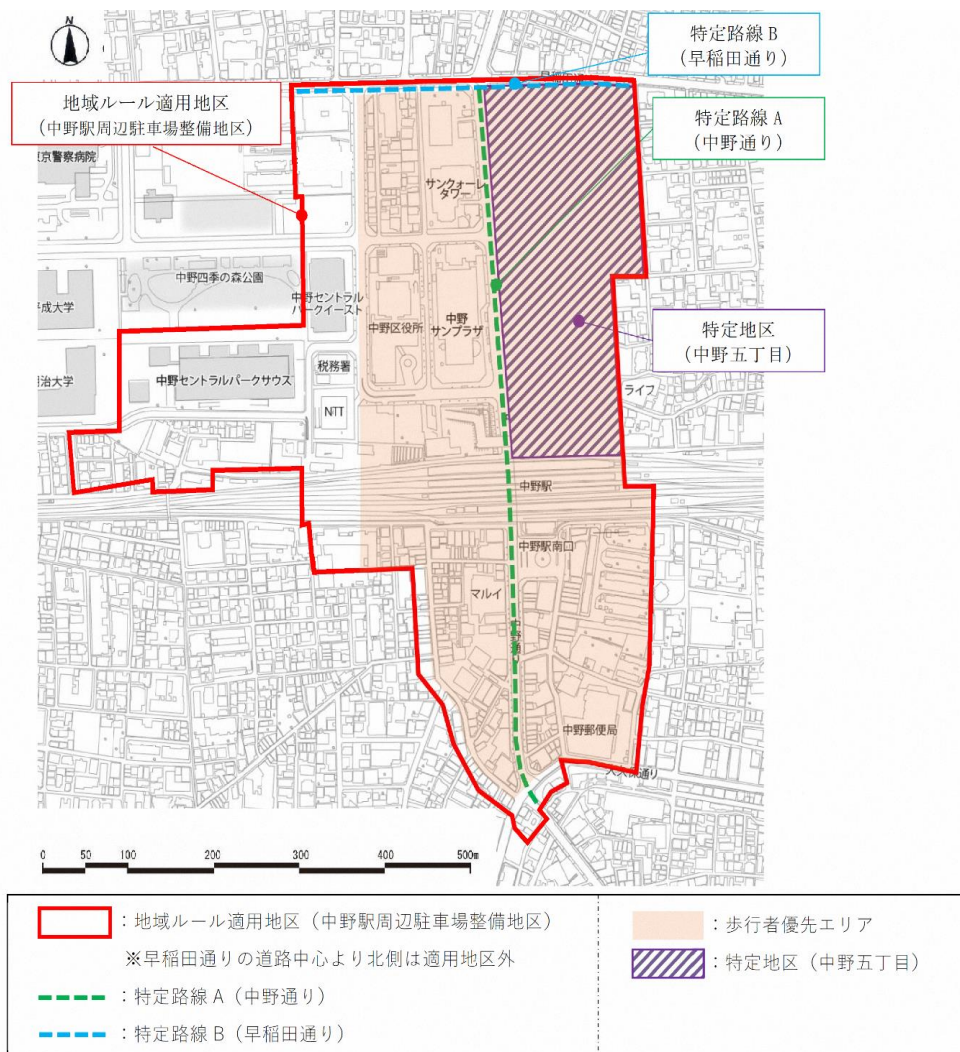 N
特定路線 B
(早稲田通り)
地域ルール適用地区
(中野駅周辺駐車場整備地区)
特定路線 A
(中野通り)
京警察病院
サンクォーレ
タワー
中野四季の森公園
中野セントラル
パークイースト
中野区役所
中野
サンプラザ
成大学
特定地区
(中野五丁目)
税務署
治大学
中野セントラルパークサウス
NTT
ライフ
中野駅
中野駅南口
マルイ
中野通
中野郵便局
大久保通り
0 50 100 200 300 400 500m
:地域ルール適用地区(中野駅周辺駐車場整備地区)
※早稲田通りの道路中心より北側は適用地区外
:特定路線 A(中野通り)
:特定路線 B(早稲田通り)
:歩行者優先エリア
:特定地区(中野五丁目)